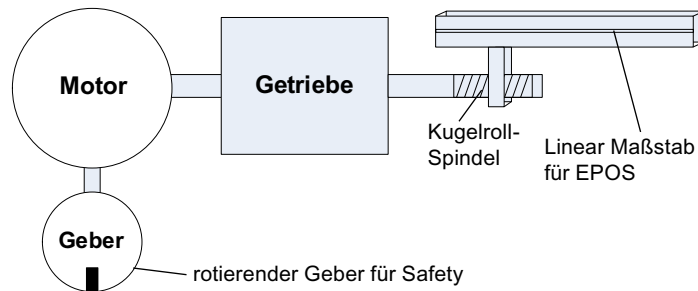 Motor
Getriebe
Kugelroll-
Spindel
Linear Maßstab
für EPOS
Geber
rotierender Geber für Safety